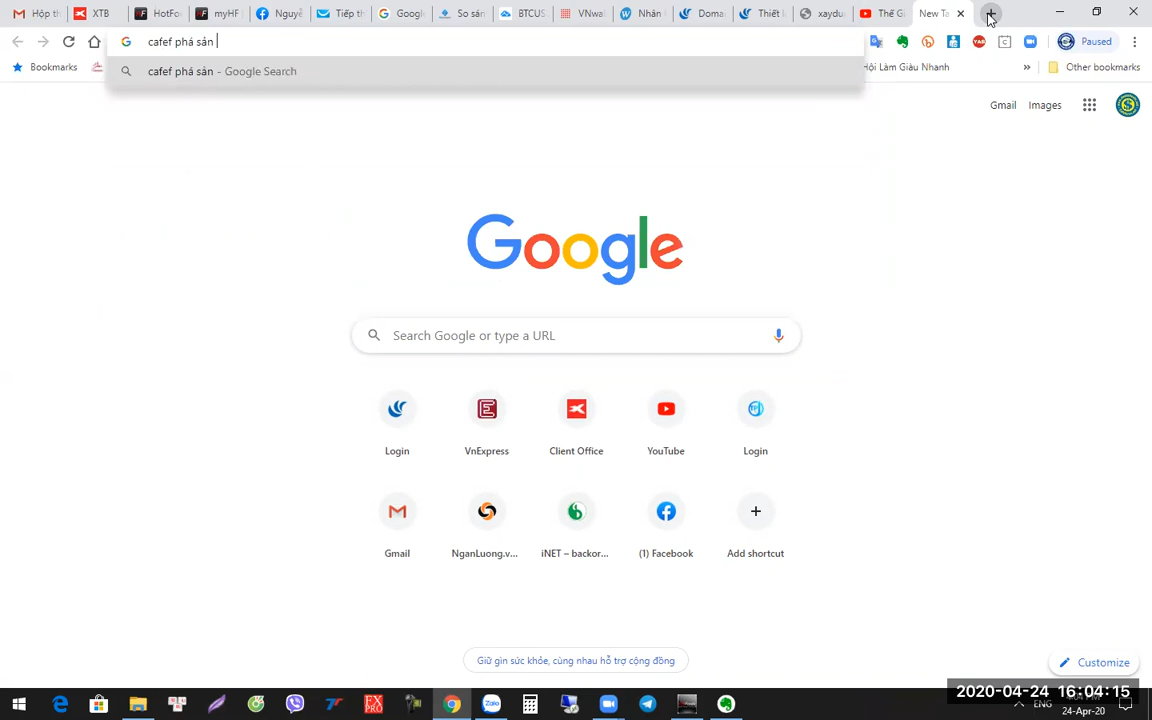 Hộp th
XTB
HotFo
myHF
Nguyễ
Tiếp th
Google
So sán
BTCUS
VNwal
Nhân
Doma
Thiết k
xaydu
Thế Gi
New Ta
cafef phá sản
Paused
cafef phá sản - Google Search
Bookmarks
Hội Làm Giàu Nhanh
»
Other bookmarks
Gmail
Images
Google
Search Google or type a URL
Login
VnExpress
Client Office
YouTube
Login
Gmail
NganLuong.v...
iNET – backor...
(1) Facebook
Add shortcut
Giữ gìn sức khỏe, cùng nhau hỗ trợ cộng đồng
Customize
2020-04-24 16:04:15
ENG
24-Apr-20